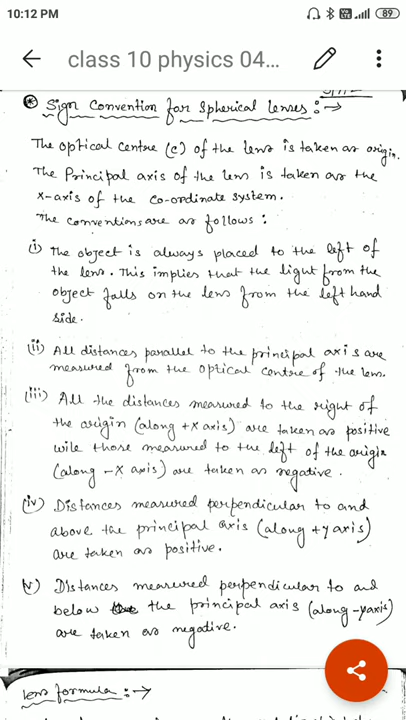 10:12 PM
Vo LTE
89
class 10 physics 04...
Sign Convention for Spherical lenses :→
The optical centre (c) of the lens is taken as origin.
The Principal axis of the lens is taken as the
x-axis of the co-ordinate system.
The conventions are as follows :
(i) The object is always placed to the left of
the lens. This implies that the light from the
object falls on the lens from the left hand
side.
(ii) All distances parallel to the principal axis are
measured from the optical centre of the lens.
(iii) All the distances measured to the right of
the origin (along +x axis) are taken as positive
wile those measured to the left of the origin
(along -x axis) are taken as negative.
(iv) Distances measured perpendicular to and
above the principal axis (along +y axis)
are taken as positive.
(v) Distances measured perpendicular to and
below the principal axis (along -y axis)
are taken as negative.
lens formula :→